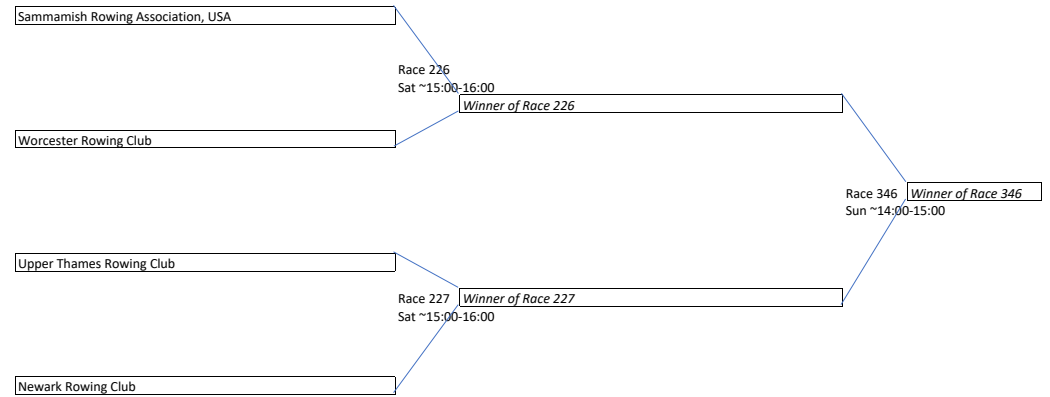 Sammamish Rowing Association, USA
Race 226
Sat ~15:00-16:00
Winner of Race 226
Worcester Rowing Club
Race 346
Winner of Race 346
Sun ~14:00-15:00
Upper Thames Rowing Club
Race 227
Winner of Race 227
Sat ~15:00-16:00
Newark Rowing Club